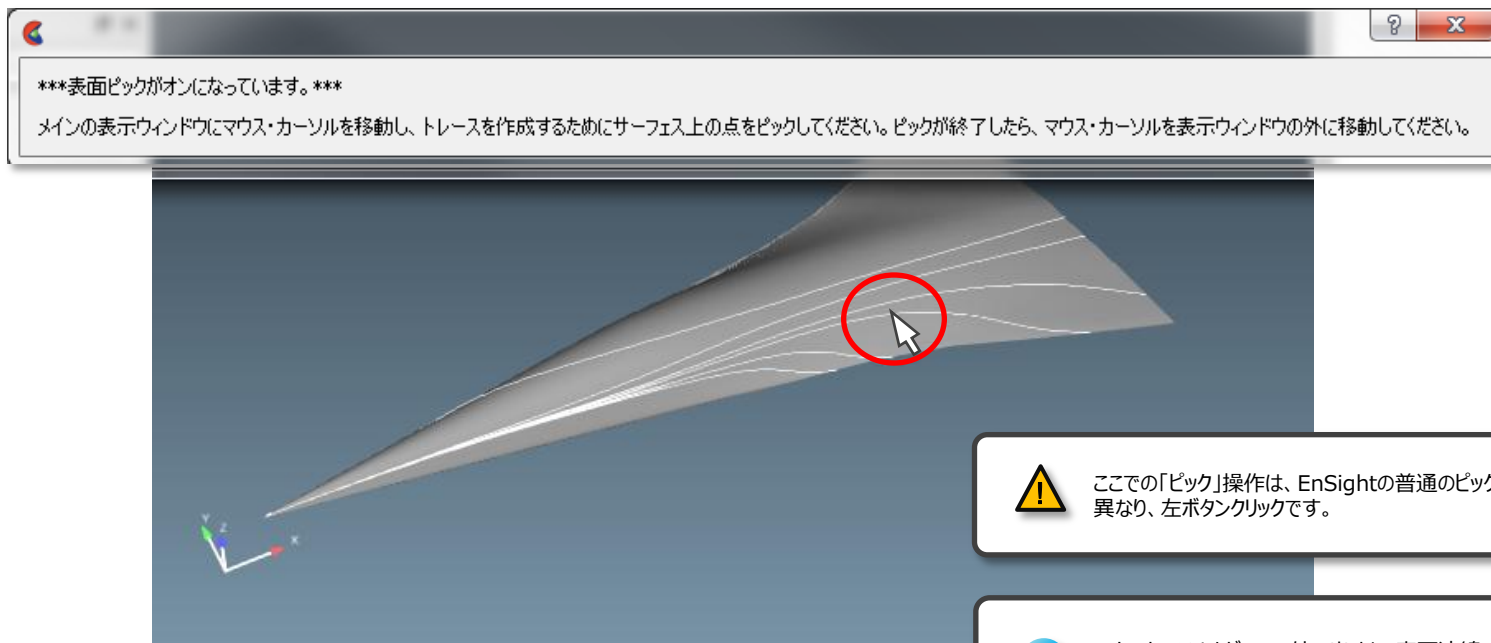 ***表面ピックがオンになっています。***
メインの表示ウィンドウにマウス・カーソルを移動し、トレースを作成するためにサーフェス上の点をピックしてください。ピックが終了したら、マウス・カーソルを表示ウィンドウの外に移動してください。
Y
Z
X
ここでの「ピック」操作は、EnSightの普通のピック
異なり、左ボタンクリックです。